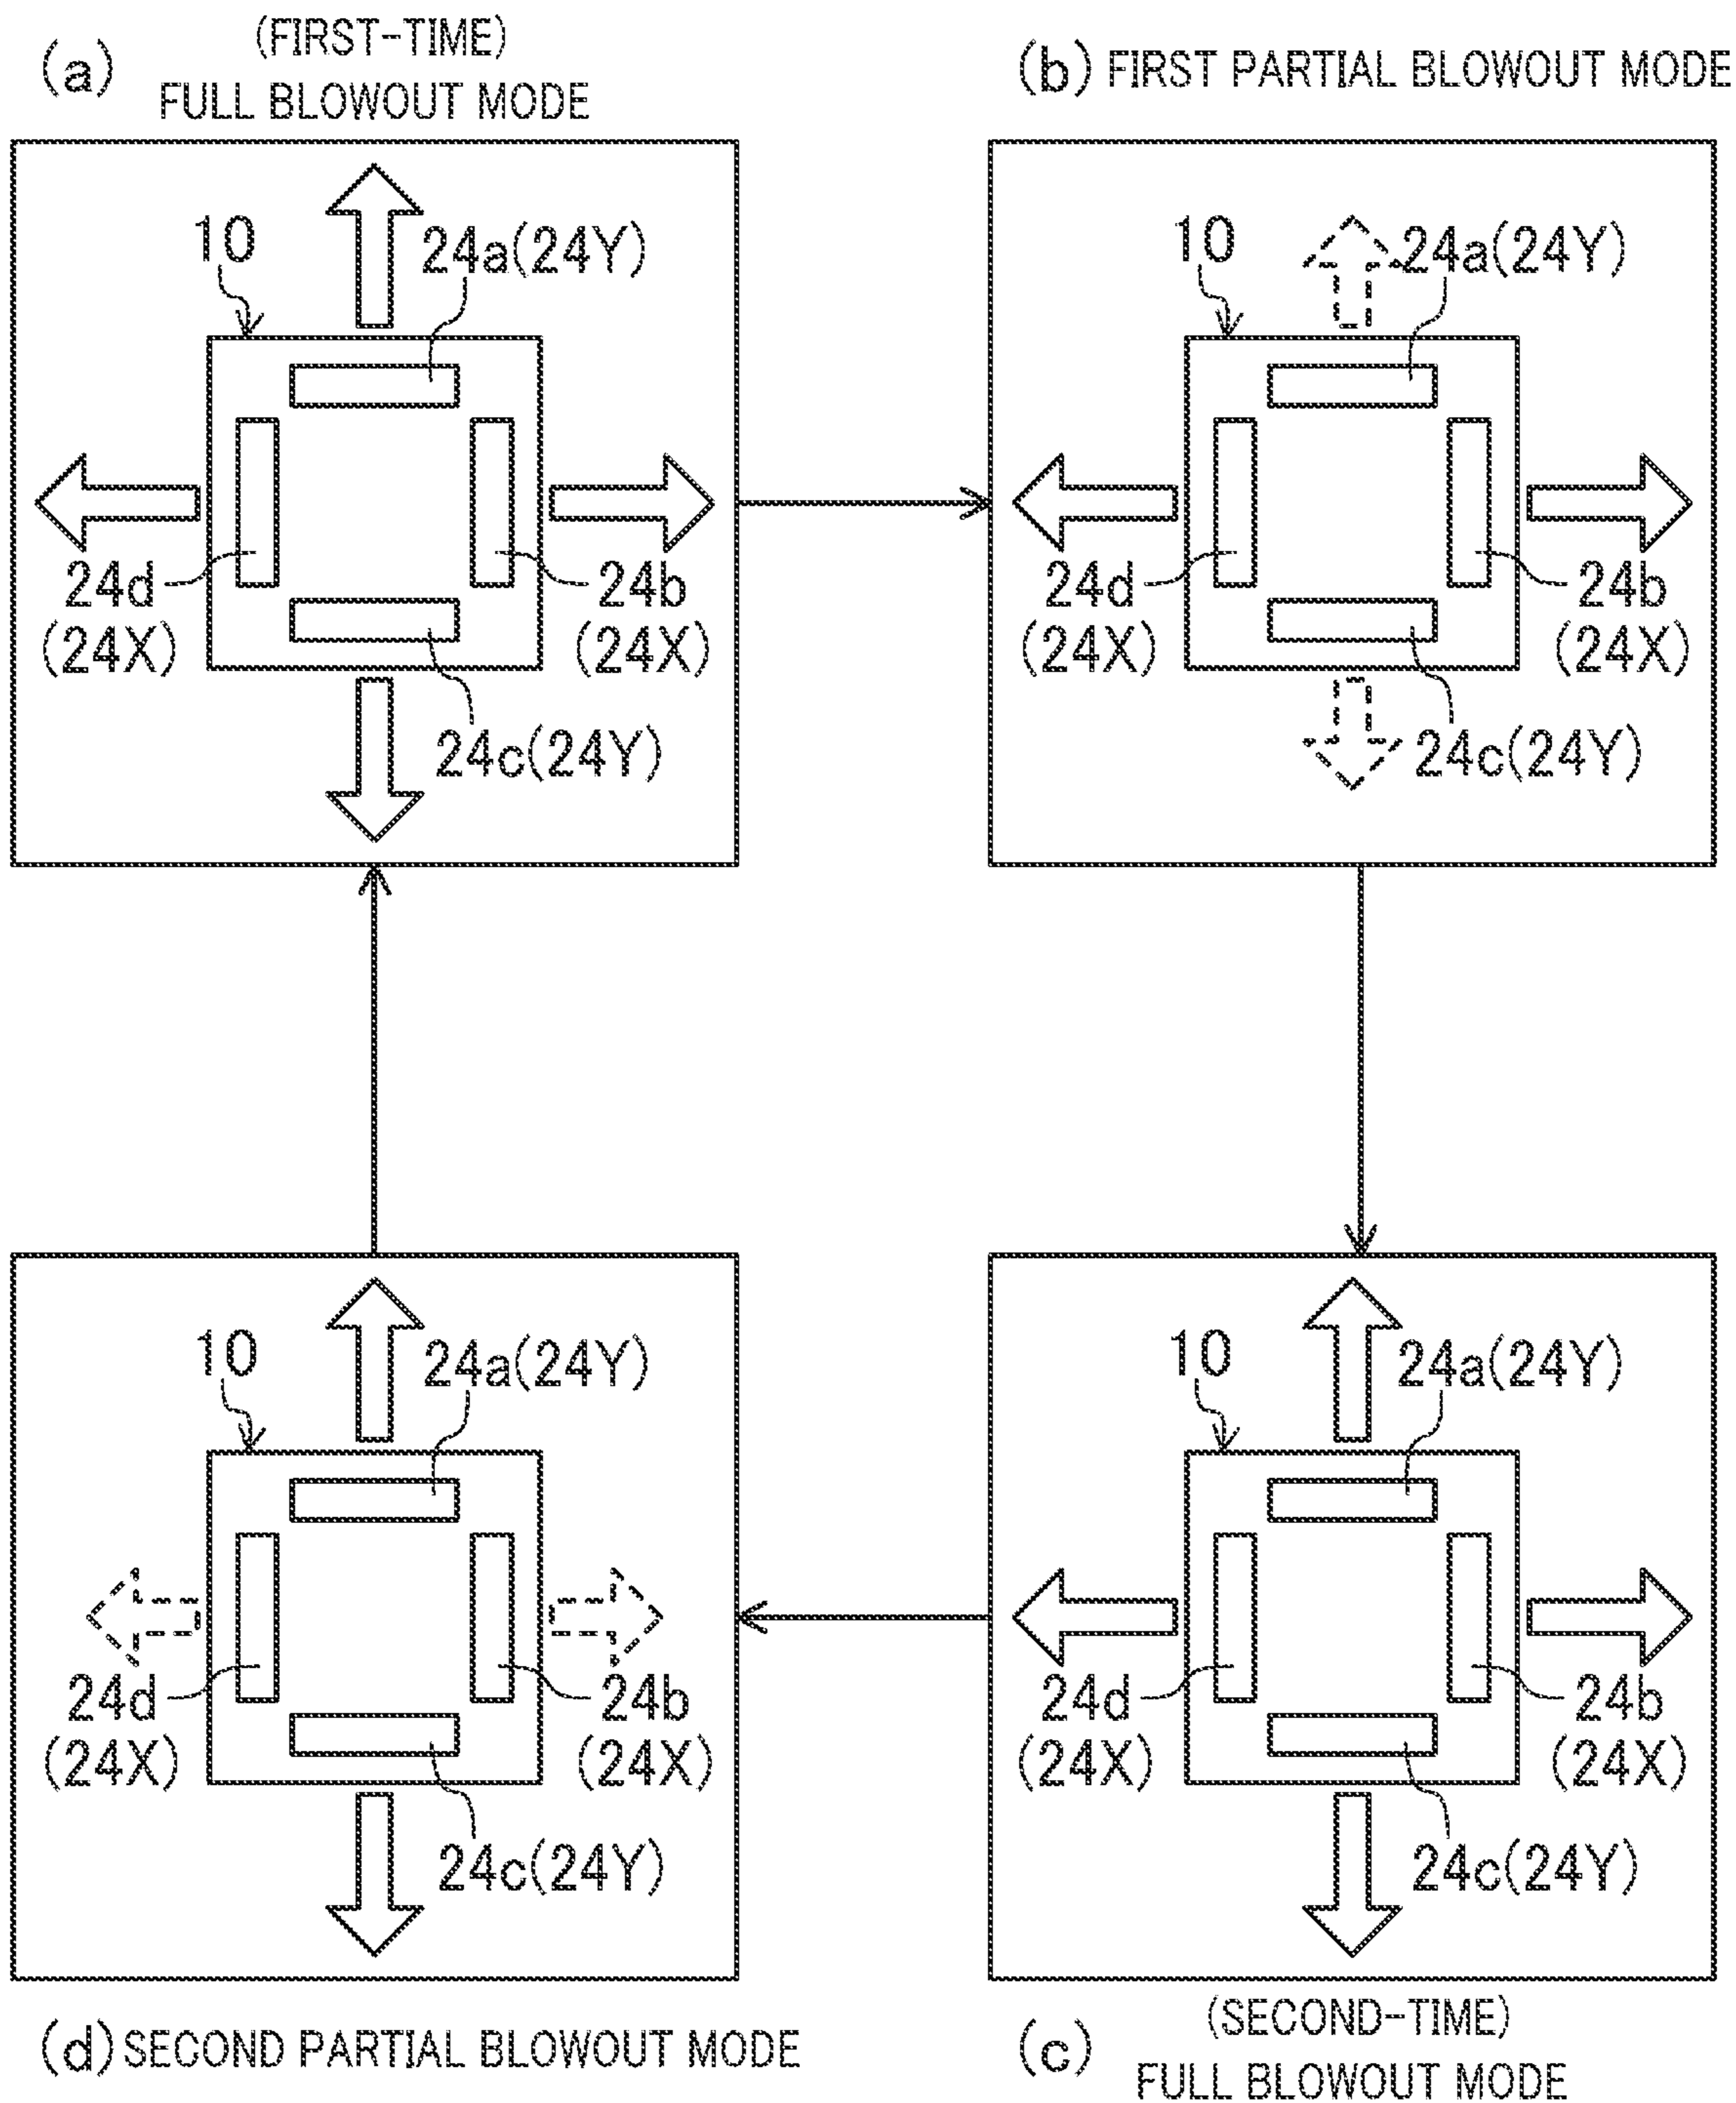 (a) (FIRST-TIME)
FULL BLOWOUT MODE
10
24a(24Y)
24d
(24X)
24b
(24X)
24c(24Y)
(b) FIRST PARTIAL BLOWOUT MODE
10
24a(24Y)
24d
(24X)
24b
(24X)
24c(24Y)
10
24a(24Y)
24d
(24X)
24b
(24X)
24c(24Y)
(d) SECOND PARTIAL BLOWOUT MODE
10
24a(24Y)
24d
(24X)
24b
(24X)
24c(24Y)
(c) (SECOND-TIME)
FULL BLOWOUT MODE